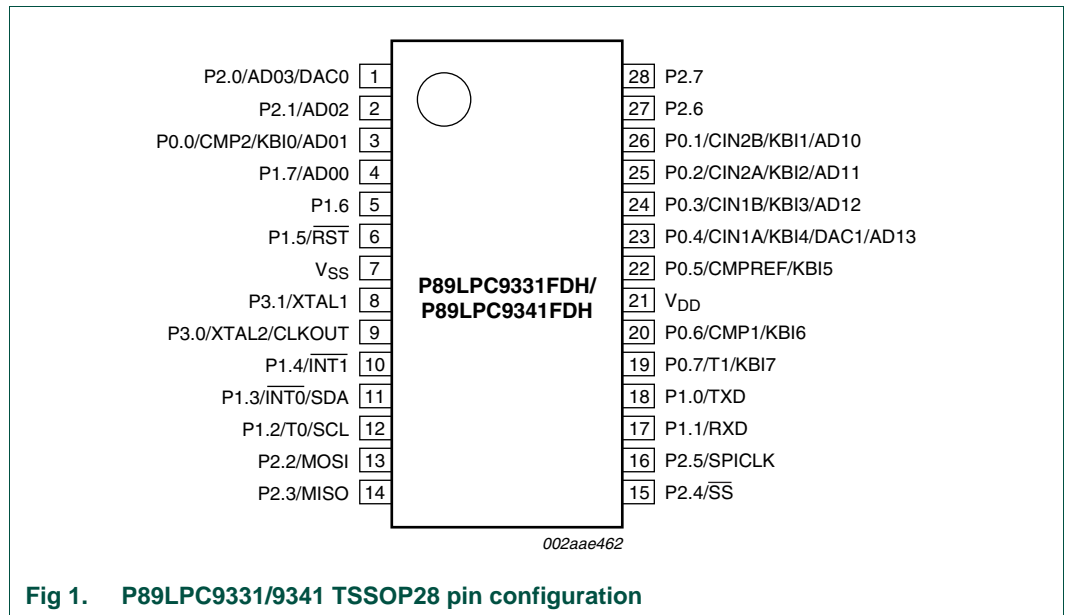 P2.0/AD03/DAC0 1
P2.1/AD02 2
P0.0/CMP2/KBI0/AD01 3
P1.7/AD00 4
P1.6 5
P1.5/R̅S̅T̅ 6
VSS 7
P3.1/XTAL1 8
P3.0/XTAL2/CLKOUT 9
P1.4/I̅N̅T̅1̅ 10
P1.3/I̅N̅T̅0̅/SDA 11
P1.2/T0/SCL 12
P2.2/MOSI 13
P2.3/MISO 14
P89LPC9331FDH/
P89LPC9341FDH
28 P2.7
27 P2.6
26 P0.1/CIN2B/KBI1/AD10
25 P0.2/CIN2A/KBI2/AD11
24 P0.3/CIN1B/KBI3/AD12
23 P0.4/CIN1A/KBI4/DAC1/AD13
22 P0.5/CMPREF/KBI5
21 VDD
20 P0.6/CMP1/KBI6
19 P0.7/T1/KBI7
18 P1.0/TXD
17 P1.1/RXD
16 P2.5/SPICLK
15 P2.4/S̅S̅
002aae462
Fig 1. P89LPC9331/9341 TSSOP28 pin configuration